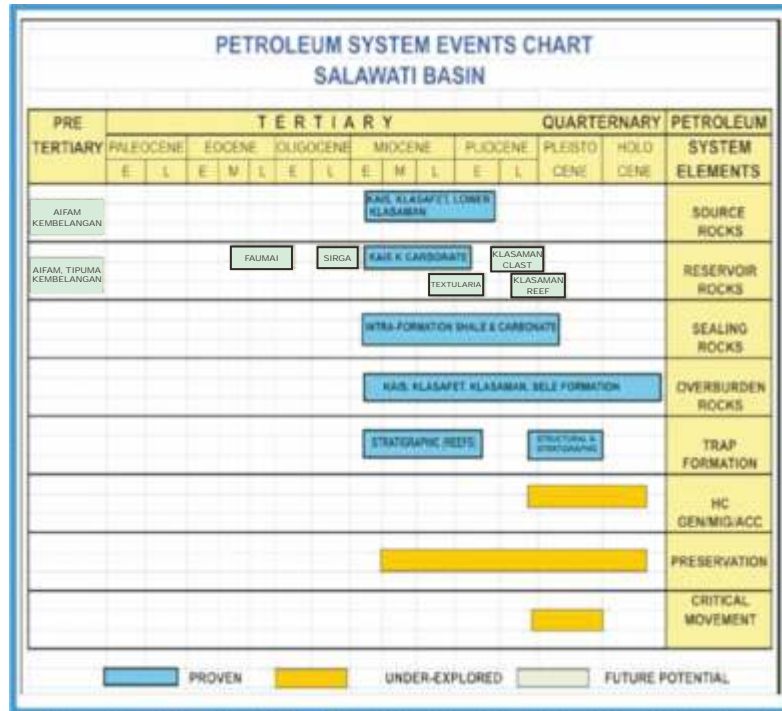 PETROLEUM SYSTEM EVENTS CHART
SALAWATI BASIN
PRE
TERTIARY
TERTIARY
QUARTERNARY
PETROLEUM
SYSTEM
ELEMENTS
PALEOCENE
EOCENE
OLIGOCENE
MIOCENE
PLIOCENE
PLEISTO
CENE
HOLO
CENE
E L E M L E L E M L E L
AIFAM
KEMBELANGAN
KAIS, KLASAFET, LOWER
KLASAMAN
SOURCE
ROCKS
AIFAM, TIPUMA
KEMBELANGAN
FAUMAI
SIRGA
KAIS K CARBONATE
KLASAMAN
CLAST
TEXTULARIA
KLASAMAN
REEF
RESERVOIR
ROCKS
INTRA-FORMATION SHALE & CARBONATE
SEALING
ROCKS
KAIS, KLASAFET, KLASAMAN, SELE FORMATION
OVERBURDEN
ROCKS
STRATIGRAPHIC (REEFS)
STRUCTURAL &
STRATIGRAPHIC
TRAP
FORMATION
HC
GEN/MIG/ACC
PRESERVATION
CRITICAL
MOVEMENT
PROVEN
UNDER-EXPLORED
FUTURE POTENTIAL